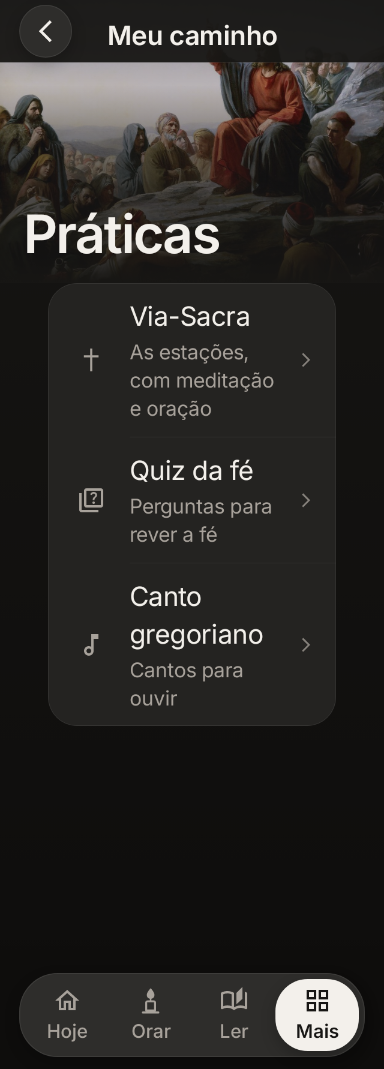 Meu caminho
Práticas
Via-Sacra
As estações,
com meditação
e oração
Quiz da fé
Perguntas para
rever a fé
Canto
gregoriano
Cantos para
ouvir
Hoje
Orar
Ler
Mais